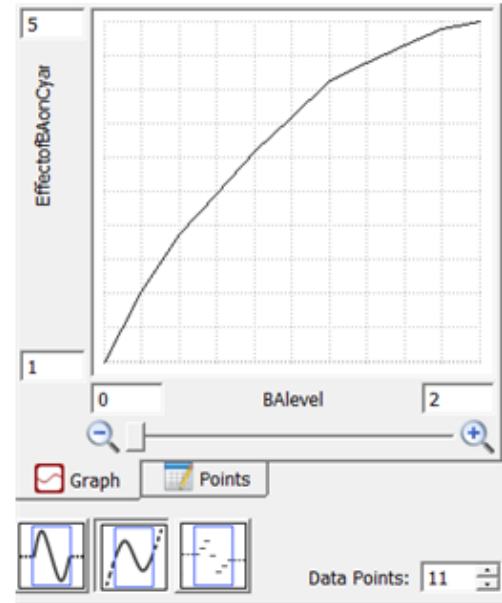 5
EffectofBAonCyar
1
0 BAlevel 2
Graph Points
Data Points: 11